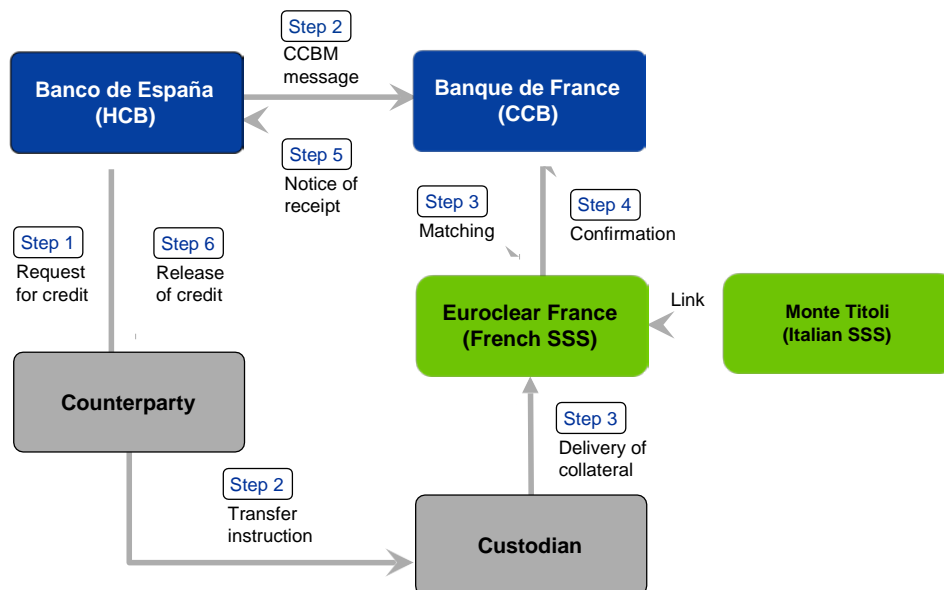 Step 2
CCBM
message
Banco de España
(HCB)
Banque de France
(CCB)
Step 5
Notice of
receipt
Step 3
Matching
Step 4
Confirmation
Step 1
Request
for credit
Step 6
Release
of credit
Euroclear France
(French SSS)
Link
Monte Titoli
(Italian SSS)
Counterparty
Step 3
Delivery of
collateral
Step 2
Transfer
instruction
Custodian